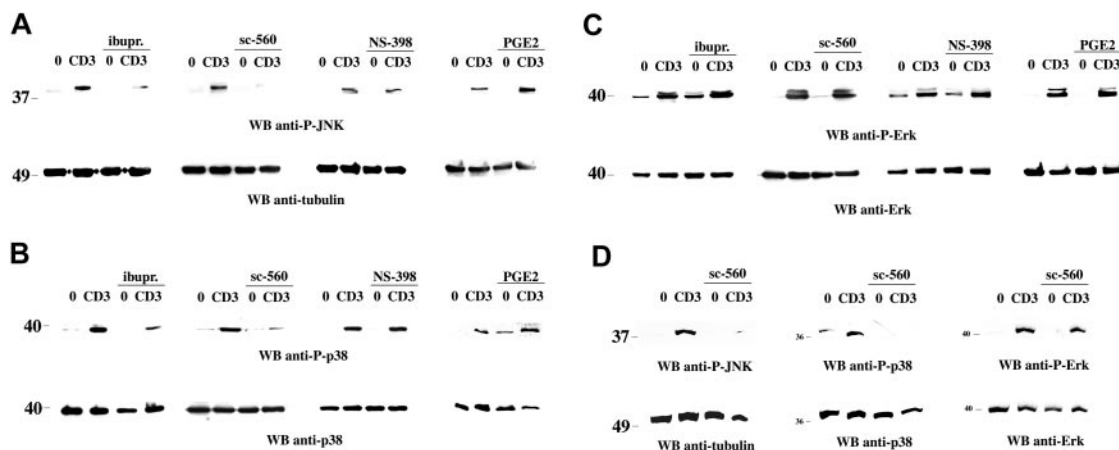 A
ibupr.
sc-560
NS-398
PGE2
0 CD3 0 CD3
0 CD3 0 CD3
0 CD3 0 CD3
0 CD3 0 CD3
37
WB anti-P-JNK
49
WB anti-tubulin
B
ibupr.
sc-560
NS-398
PGE2
0 CD3 0 CD3
0 CD3 0 CD3
0 CD3 0 CD3
0 CD3 0 CD3
40
WB anti-P-p38
40
WB anti-p38
C
ibupr.
sc-560
NS-398
PGE2
0 CD3 0 CD3
0 CD3 0 CD3
0 CD3 0 CD3
0 CD3 0 CD3
40
WB anti-P-Erk
40
WB anti-Erk
D
sc-560
sc-560
sc-560
0 CD3 0 CD3
0 CD3 0 CD3
0 CD3 0 CD3
37
36
40
WB anti-P-JNK
WB anti-P-p38
WB anti-P-Erk
49
36
40
WB anti-tubulin
WB anti-p38
WB anti-Erk